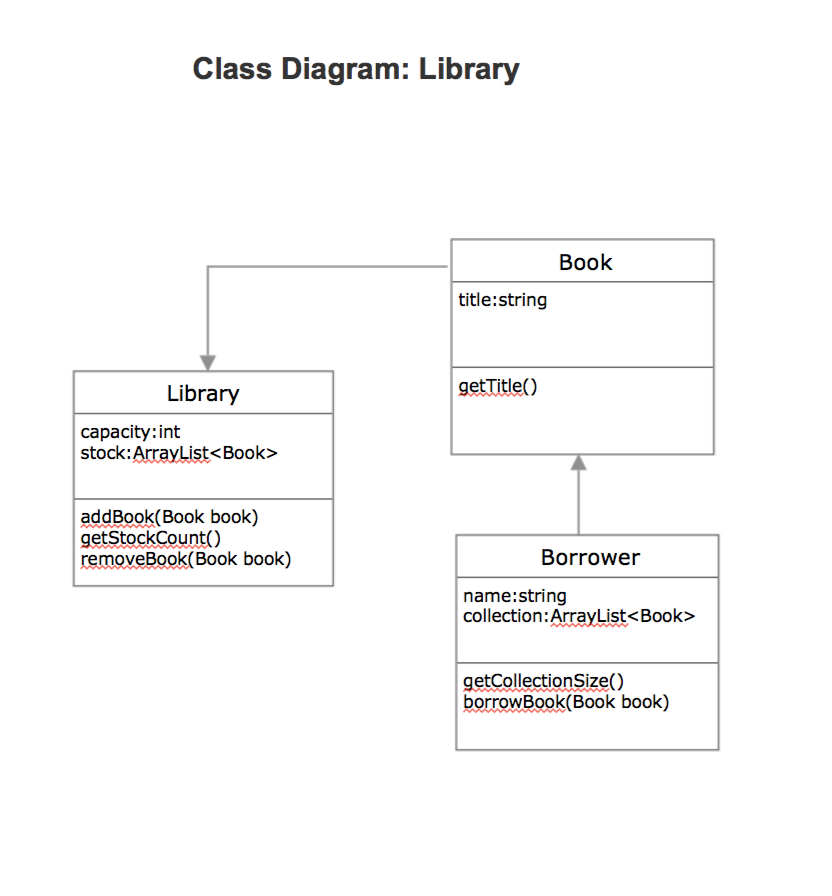 Class Diagram: Library
Book
title:string
getTitle()
Library
capacity:int
stock:ArrayList<Book>
addBook(Book book)
getStockCount()
removeBook(Book book)
Borrower
name:string
collection:ArrayList<Book>
getCollectionSize()
borrowBook(Book book)